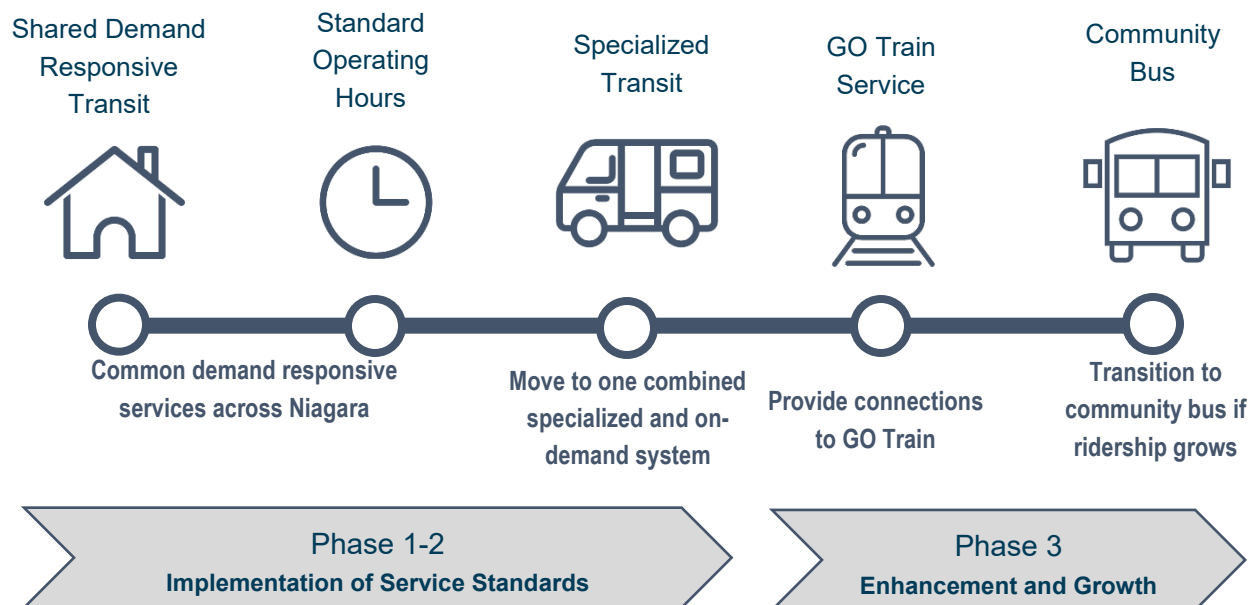 Shared Demand
Responsive
Transit
Standard
Operating
Hours
Specialized
Transit
GO Train
Service
Community
Bus
Common demand responsive
services across Niagara
Move to one combined
specialized and on-
demand system
Provide connections
to GO Train
Transition to
community bus if
ridership grows
Phase 1-2
Implementation of Service Standards
Phase 3
Enhancement and Growth